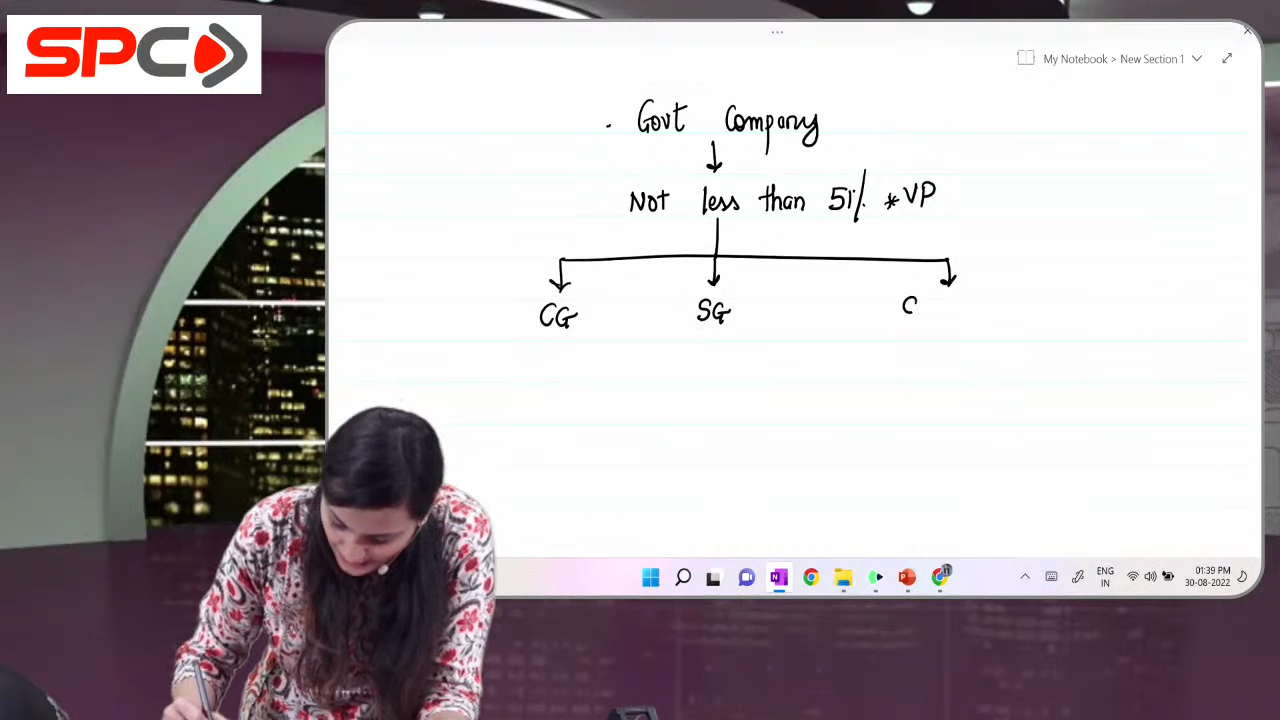 SPC
My Notebook > New Section 1
Govt Company
Not less than 51% *VP
CG SG C
ENG
IN
01:39 PM
30-08-2022